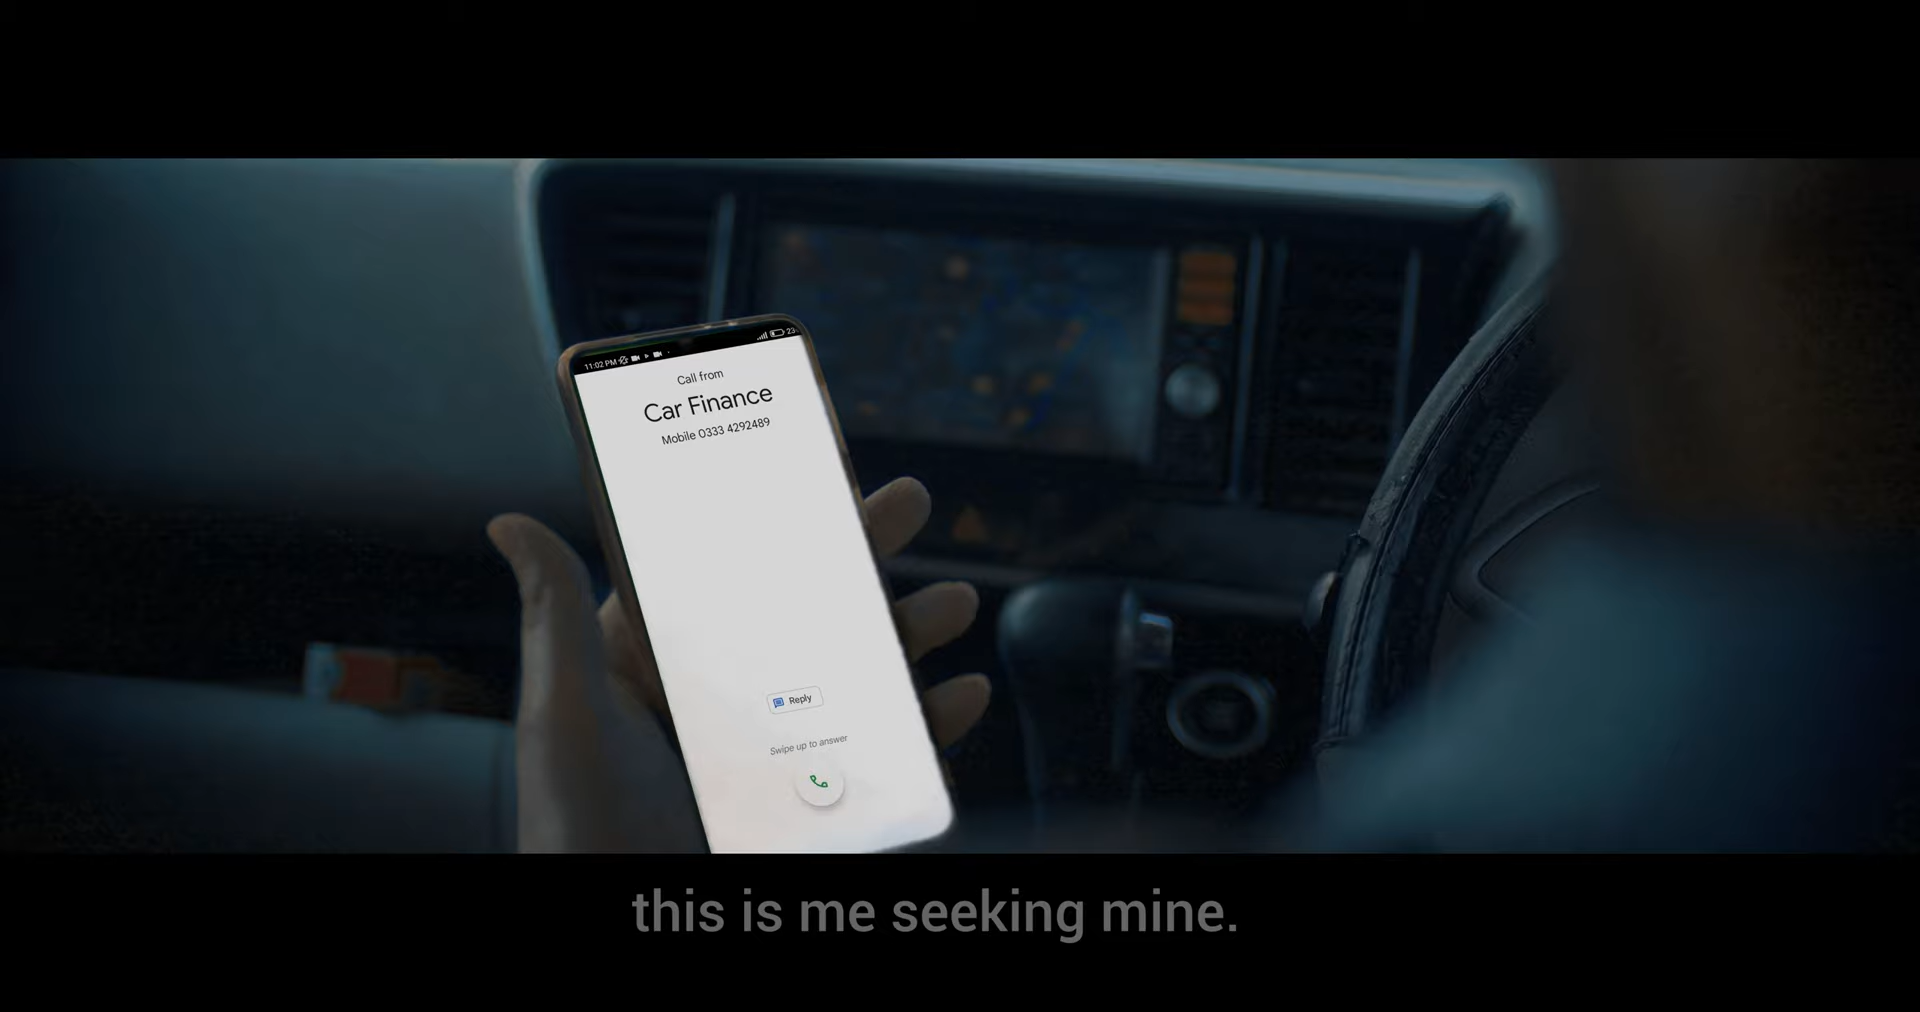 11:02 PM
23
Call from
Car Finance
Mobile 0333 4292489
Reply
Swipe up to answer
this is me seeking mine.